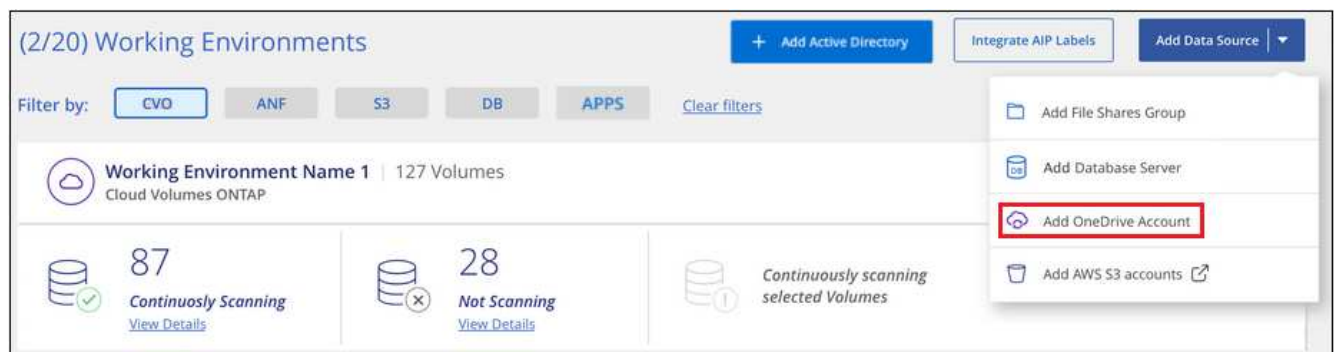 (2/20) Working Environments
+ Add Active Directory
Integrate AIP Labels
Add Data Source
Filter by:
CVO
ANF
S3
DB
APPS
Clear filters
Add File Shares Group
DB
Add Database Server
Add OneDrive Account
Add AWS S3 accounts
Working Environment Name 1 | 127 Volumes
Cloud Volumes ONTAP
87
Continuosly Scanning
View Details
28
Not Scanning
View Details
Continuously scanning
selected Volumes